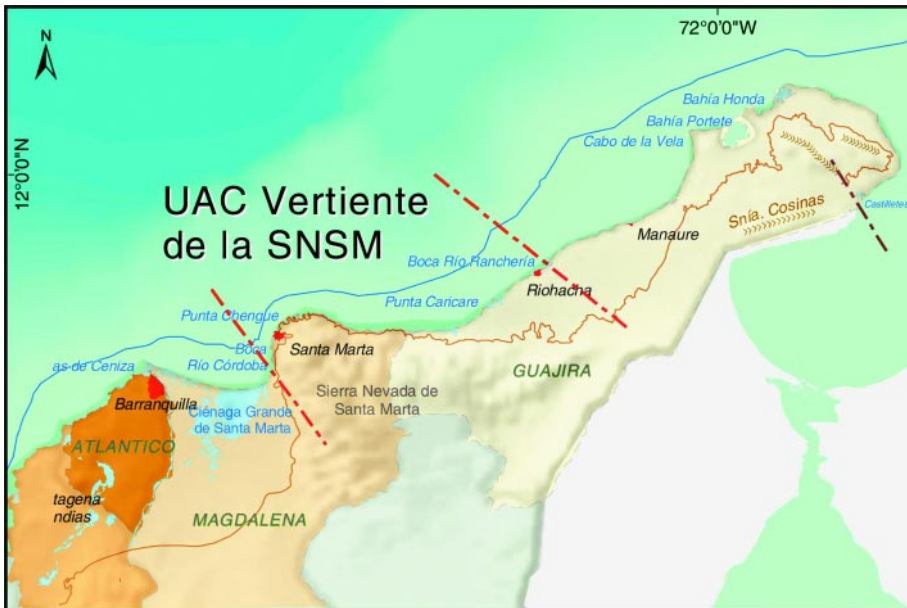 N
72°0'0"W
12°0'0"N
Bahía Honda
Bahía Portete
Cabo de la Vela
UAC Vertiente
de la SNSM
Snía. Cosinas
Castilletes
Manaure
Boca Río Ranchería
Riohacha
Punta Caricare
Punta Chengue
Boca
Río Córdoba
Santa Marta
as de Ceniza
GUAJIRA
Sierra Nevada de
Santa Marta
Barranquilla
Ciénaga Grande
de Santa Marta
ATLANTICO
tagena
ndias
MAGDALENA